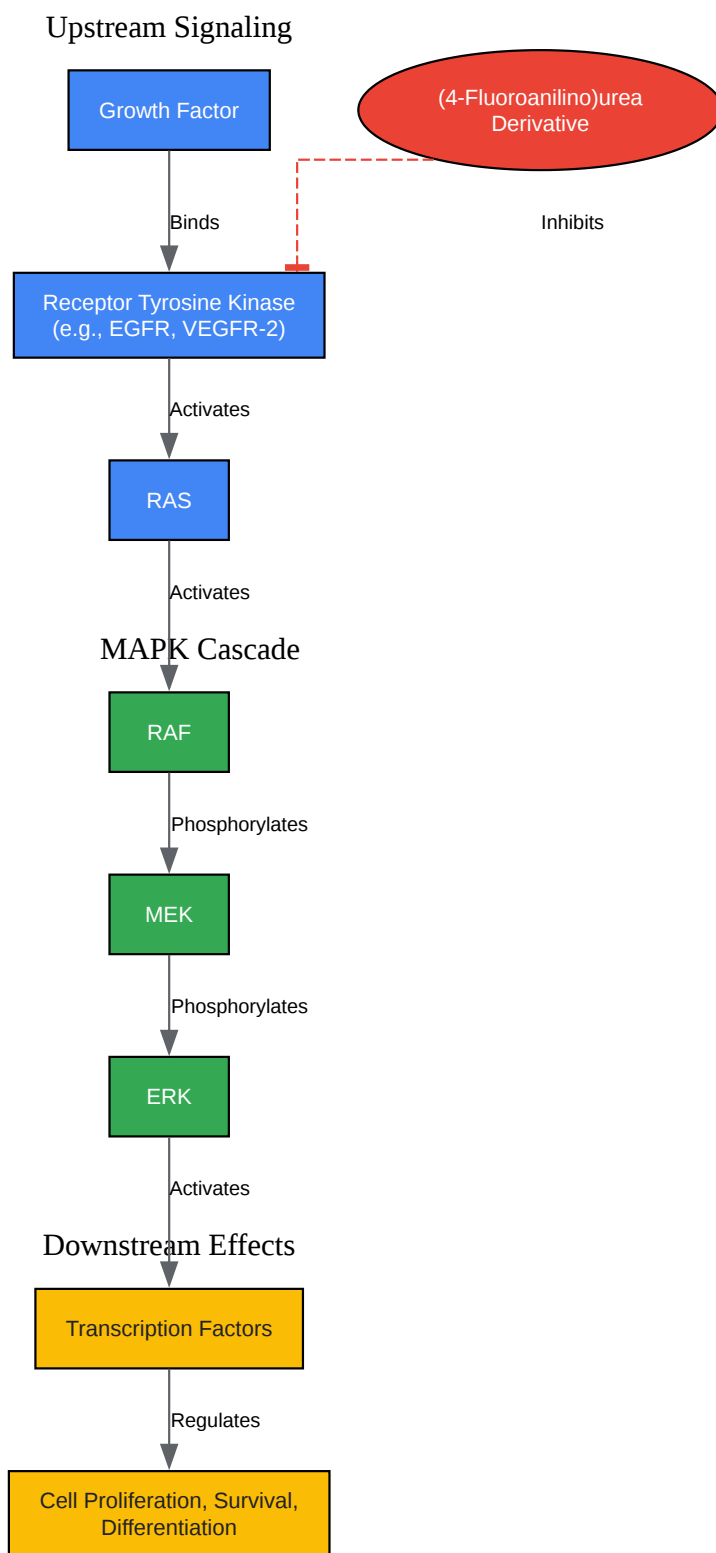 Upstream Signaling
Growth Factor
(4-Fluoroanilino)urea
Derivative
Binds
Inhibits
Receptor Tyrosine Kinase
(e.g., EGFR, VEGFR-2)
Activates
RAS
Activates
MAPK Cascade
RAF
Phosphorylates
MEK
Phosphorylates
ERK
Activates
Downstream Effects
Transcription Factors
Regulates
Cell Proliferation, Survival,
Differentiation